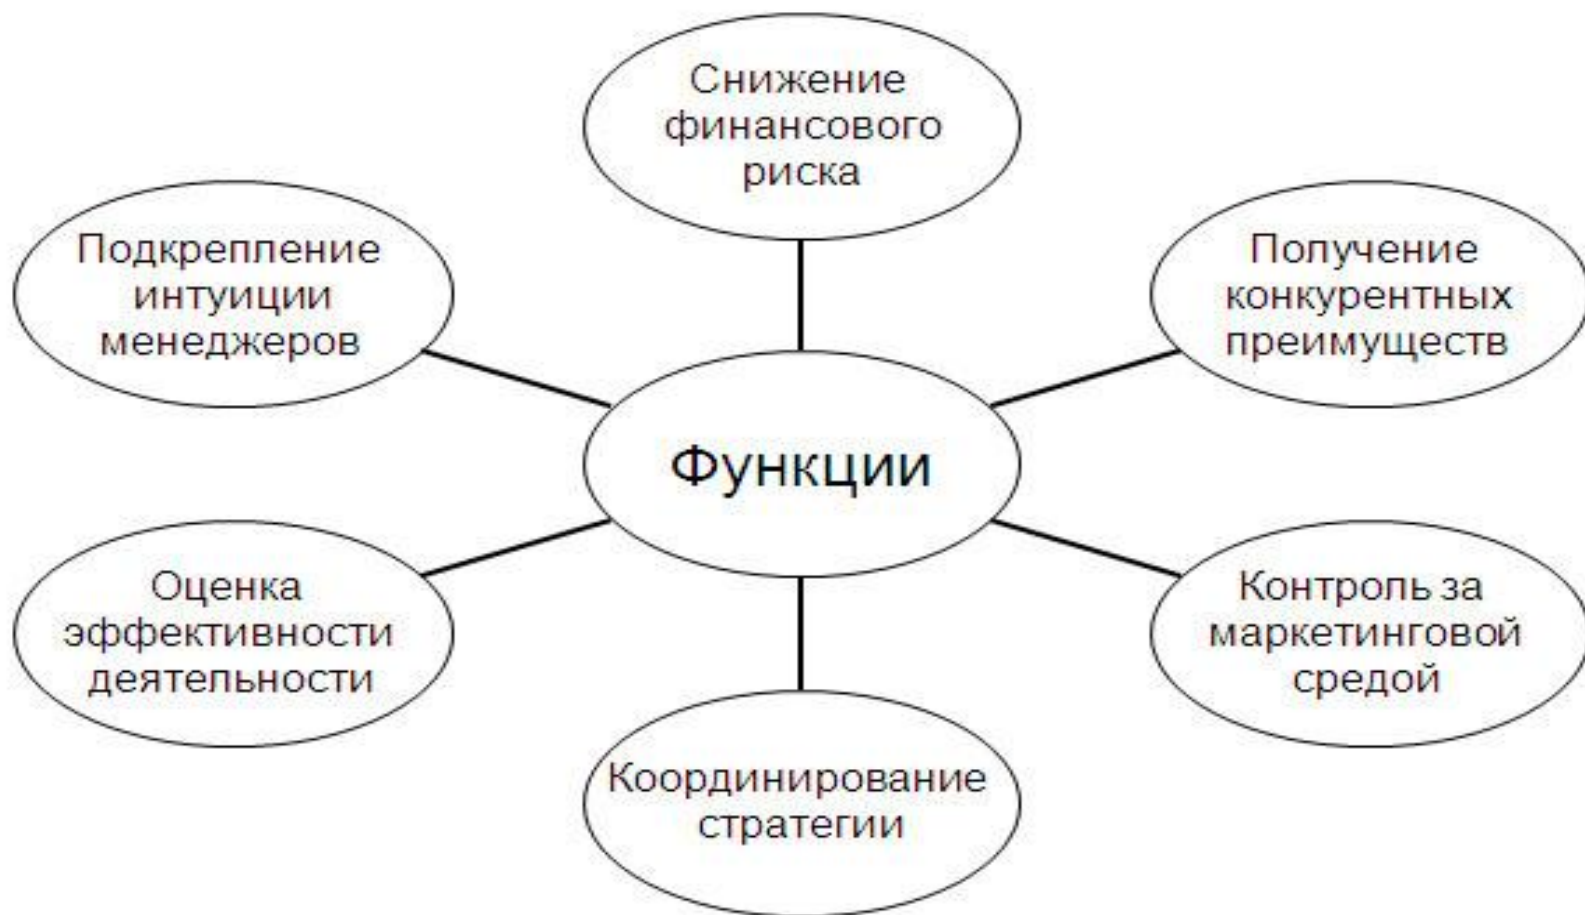 Снижение
финансового
риска
Подкрепление
интуиции
менеджеров
Получение
конкурентных
преимуществ
Функции
Оценка
эффективности
деятельности
Контроль за
маркетинговой
средой
Координирование
стратегии